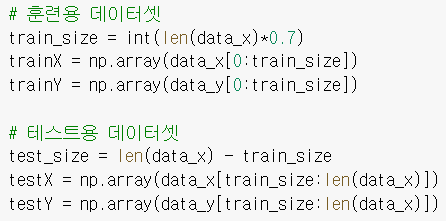 # 훈련용 데이터셋
train_size = int(len(data_x)*0.7)
trainX = np.array(data_x[0:train_size])
trainY = np.array(data_y[0:train_size])

# 테스트용 데이터셋
test_size = len(data_x) - train_size
testX = np.array(data_x[train_size:len(data_x)])
testY = np.array(data_y[train_size:len(data_x)])